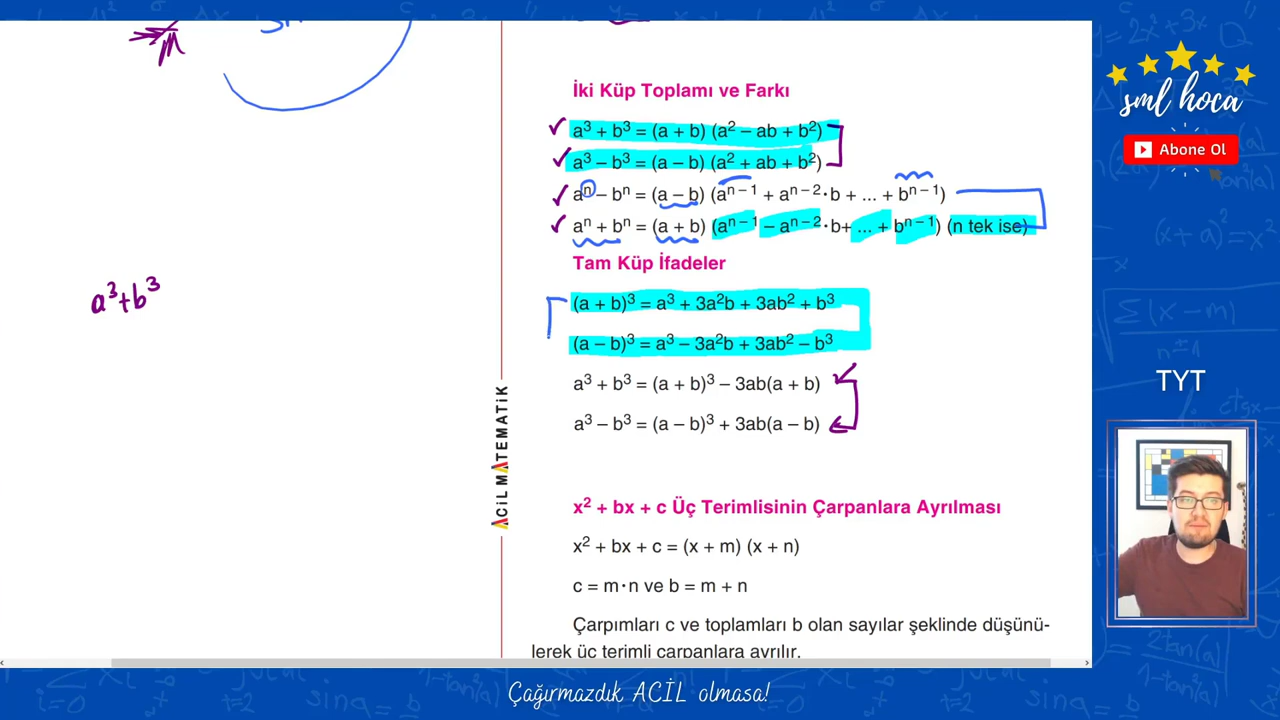 İki Küp Toplamı ve Farkı
a³ + b³ = (a + b) (a² – ab + b²)
a³ – b³ = (a – b) (a² + ab + b²)
aⁿ – bⁿ = (a – b) (aⁿ⁻¹ + aⁿ⁻²·b + ... + bⁿ⁻¹)
aⁿ + bⁿ = (a + b) (aⁿ⁻¹ – aⁿ⁻²·b+ ... + bⁿ⁻¹) (n tek ise)
Tam Küp İfadeler
(a + b)³ = a³ + 3a²b + 3ab² + b³
(a – b)³ = a³ – 3a²b + 3ab² – b³
a³ + b³ = (a + b)³ – 3ab(a + b)
a³ – b³ = (a – b)³ + 3ab(a – b)
x² + bx + c Üç Terimlisinin Çarpanlara Ayrılması
x² + bx + c = (x + m) (x + n)
c = m·n ve b = m + n
Çarpımları c ve toplamları b olan sayılar şeklinde düşünü-
lerek üç terimli çarpanlara ayrılır.
a³+b³
ACİL MATEMATİK
sml hoca
Abone Ol
TYT
Çağırmazdık ACİL olmasa!